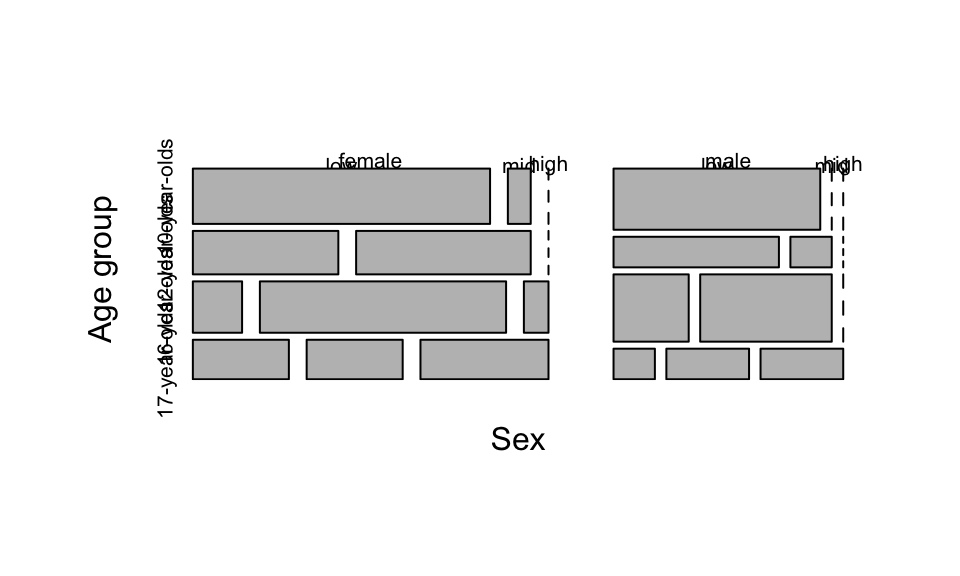 female
low
mid
high
male
low
mid
high
Age group
10-year-olds
12-year-olds
16-year-olds
17-year-olds
Sex